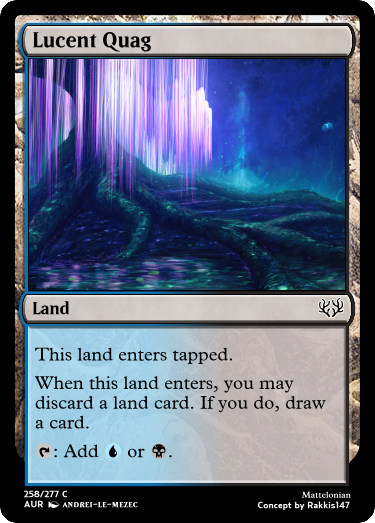 Lucent Quag
Land
This land enters tapped.
When this land enters, you may
discard a land card. If you do, draw
a card.
: Add or .
258/277 C
Mattelonian
AUR ANDREI-LE-MEZEC
Concept by Rakkis147